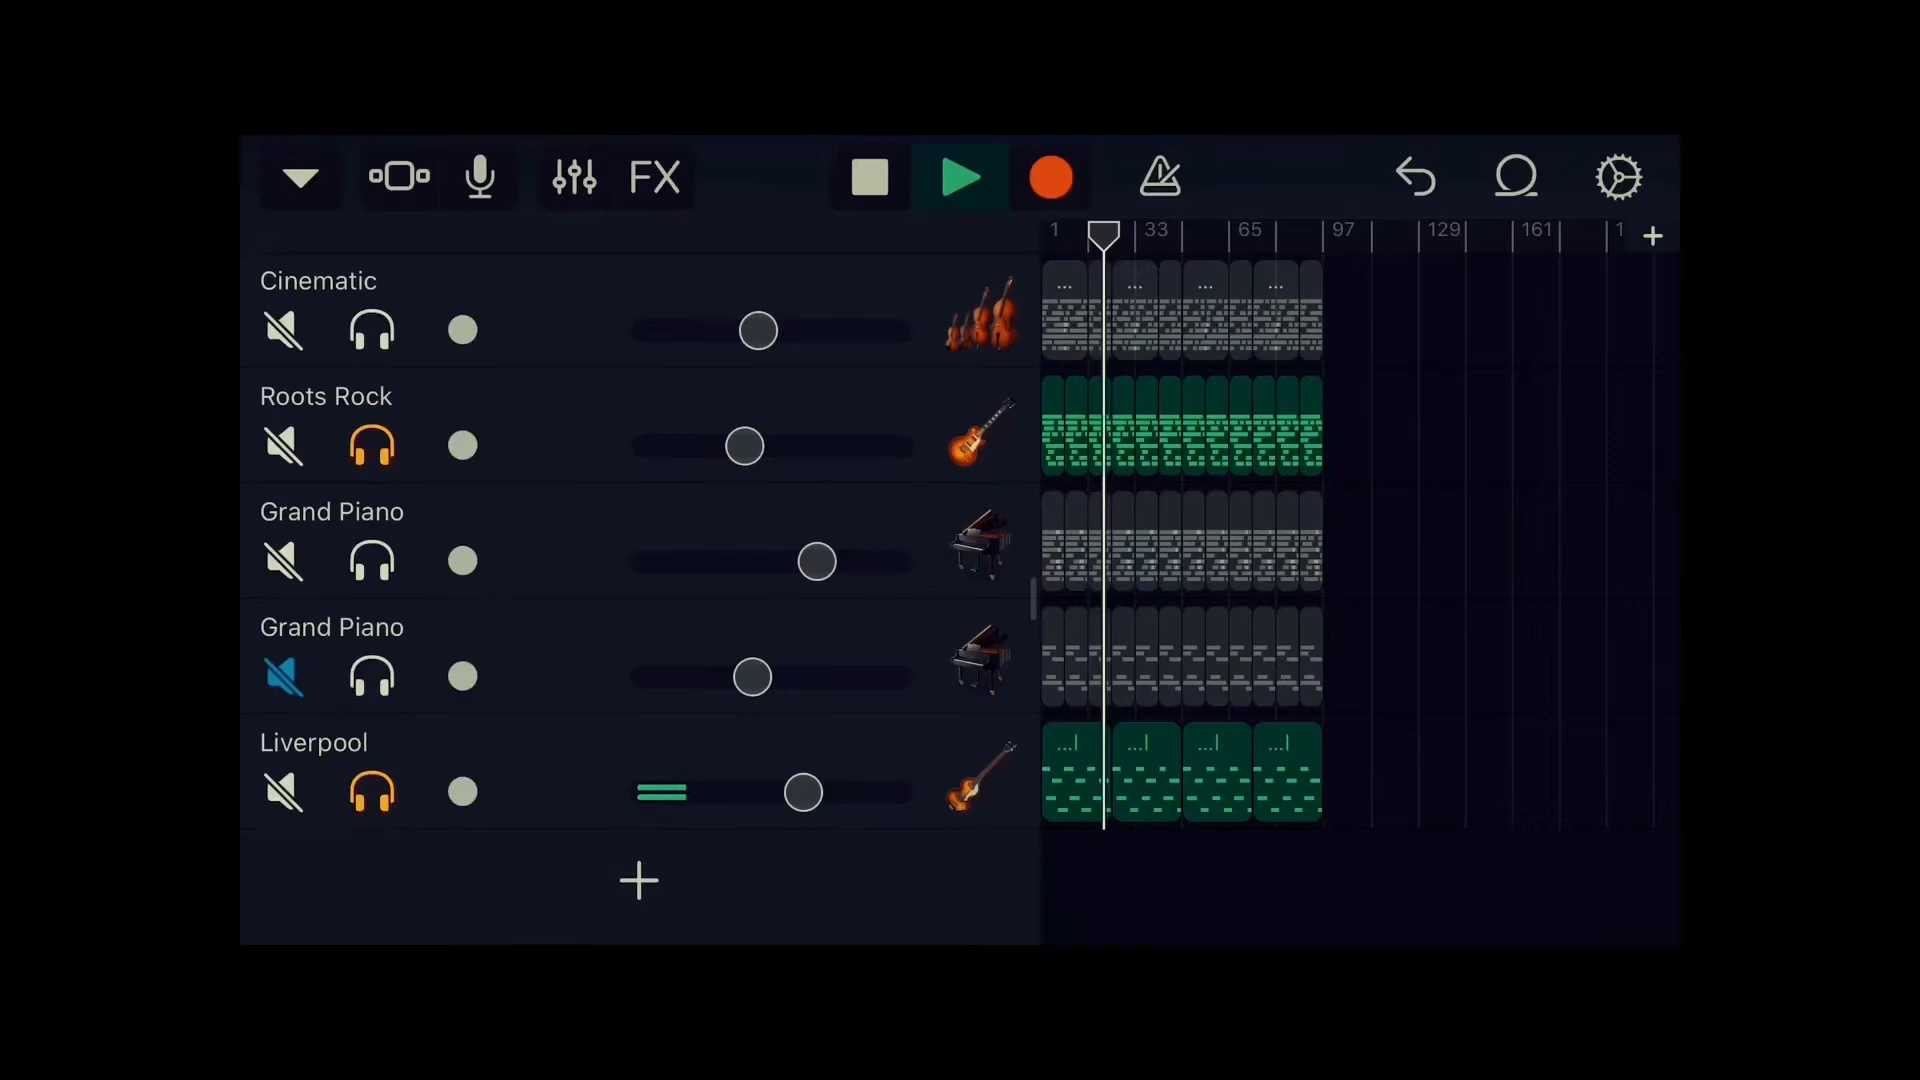 FX
1 33 65 97 129 161 1
Cinematic
Roots Rock
Grand Piano
Grand Piano
Liverpool